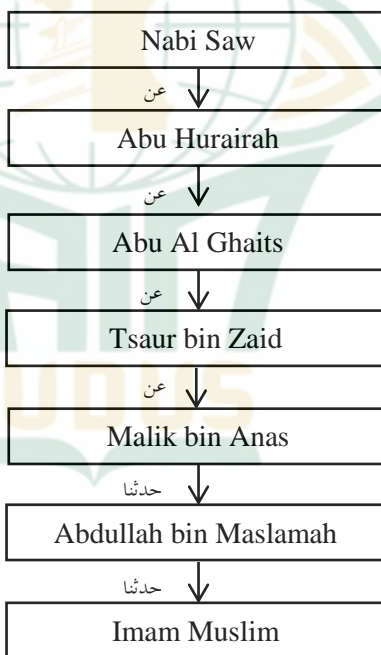 Nabi Saw
عن
Abu Hurairah
عن
Abu Al Ghaits
عن
Tsaur bin Zaid
عن
Malik bin Anas
حدثنا
Abdullah bin Maslamah
حدثنا
Imam Muslim